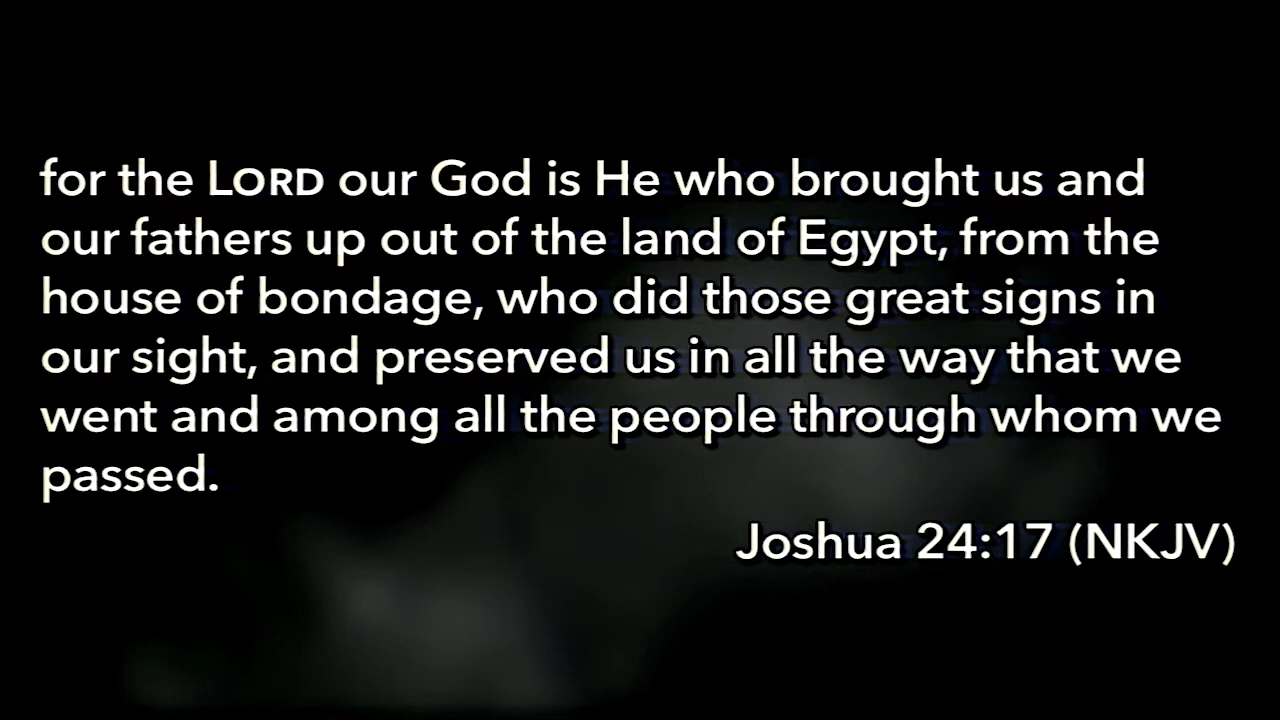 for the LORD our God is He who brought us and
our fathers up out of the land of Egypt, from the
house of bondage, who did those great signs in
our sight, and preserved us in all the way that we
went and among all the people through whom we
passed.
Joshua 24:17 (NKJV)